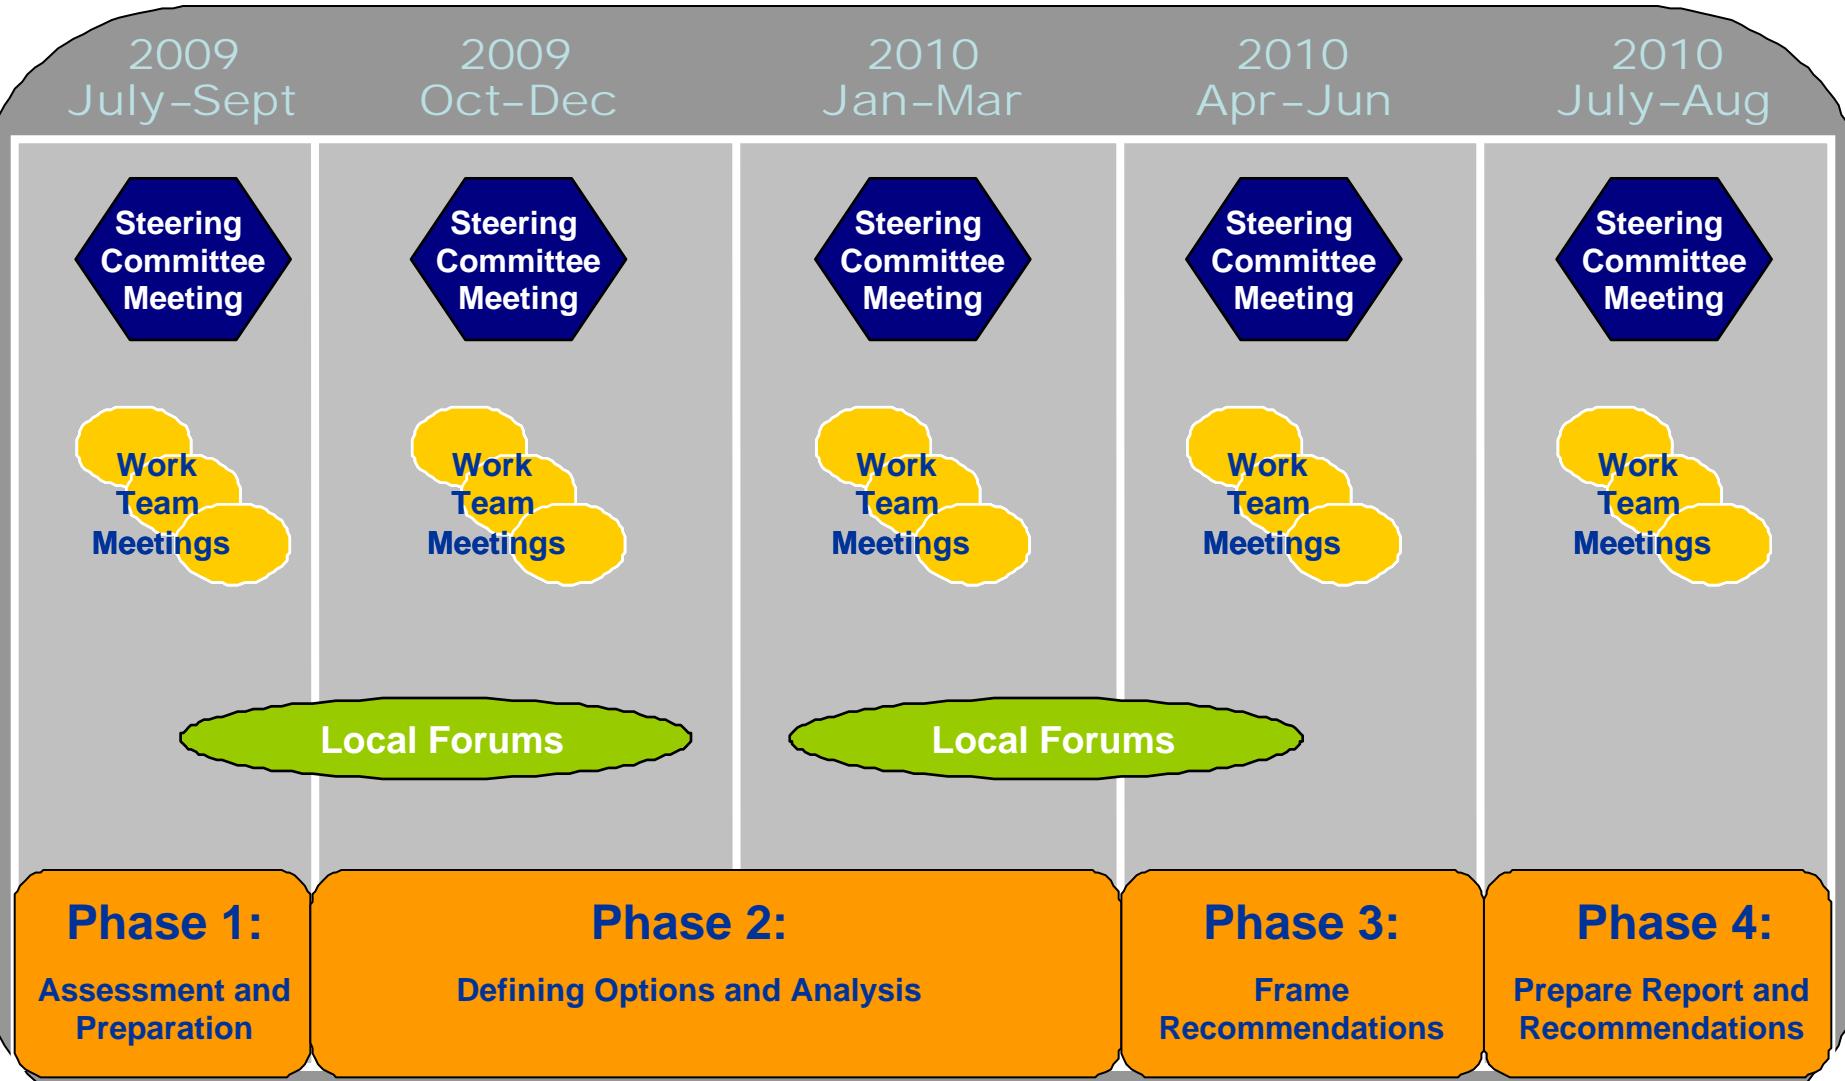 2009
July-Sept
2009
Oct-Dec
2010
Jan-Mar
2010
Apr-Jun
2010
July-Aug
Steering
Committee
Meeting
Steering
Committee
Meeting
Steering
Committee
Meeting
Steering
Committee
Meeting
Steering
Committee
Meeting
Work
Team
Meetings
Work
Team
Meetings
Work
Team
Meetings
Work
Team
Meetings
Work
Team
Meetings
Local Forums
Local Forums
Phase 1:
Assessment and
Preparation
Phase 2:
Defining Options and Analysis
Phase 3:
Frame
Recommendations
Phase 4:
Prepare Report and
Recommendations